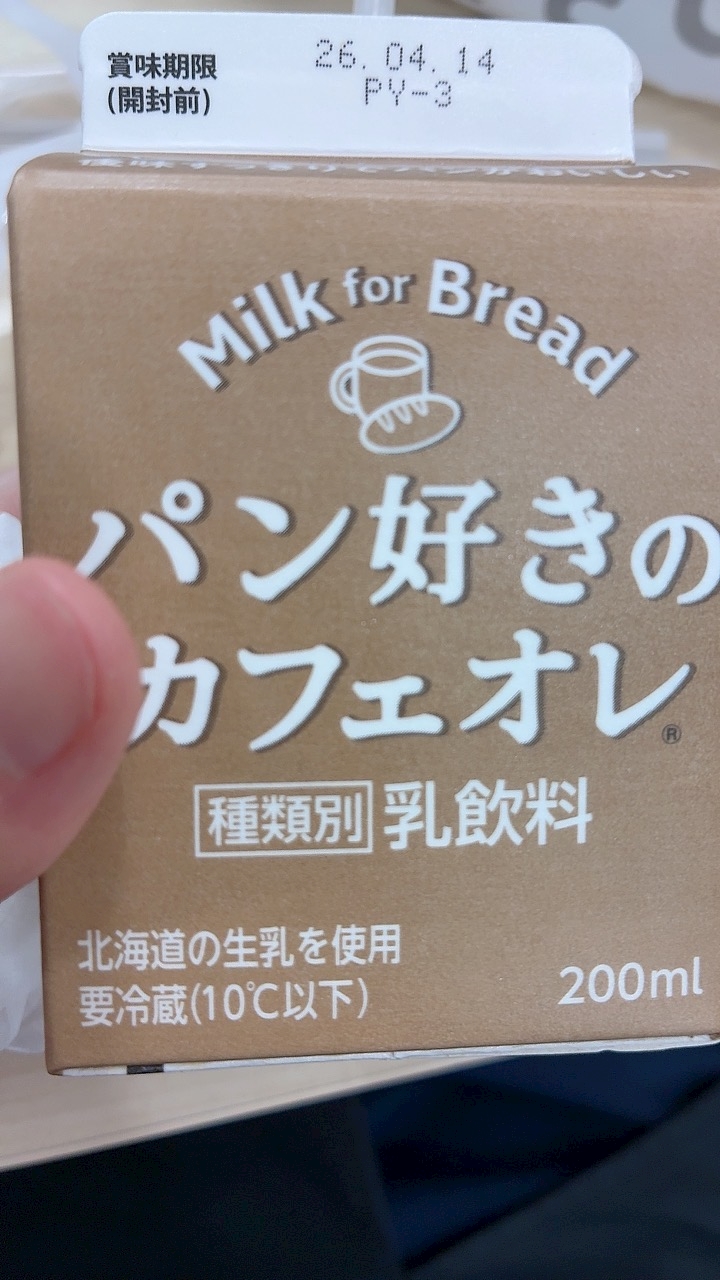 賞味期限
(開封前)
26.04.14
PY-3
Milk for Bread
パン好きの
カフェオレ®
種類別 乳飲料
北海道の生乳を使用
要冷蔵(10℃以下)
200ml